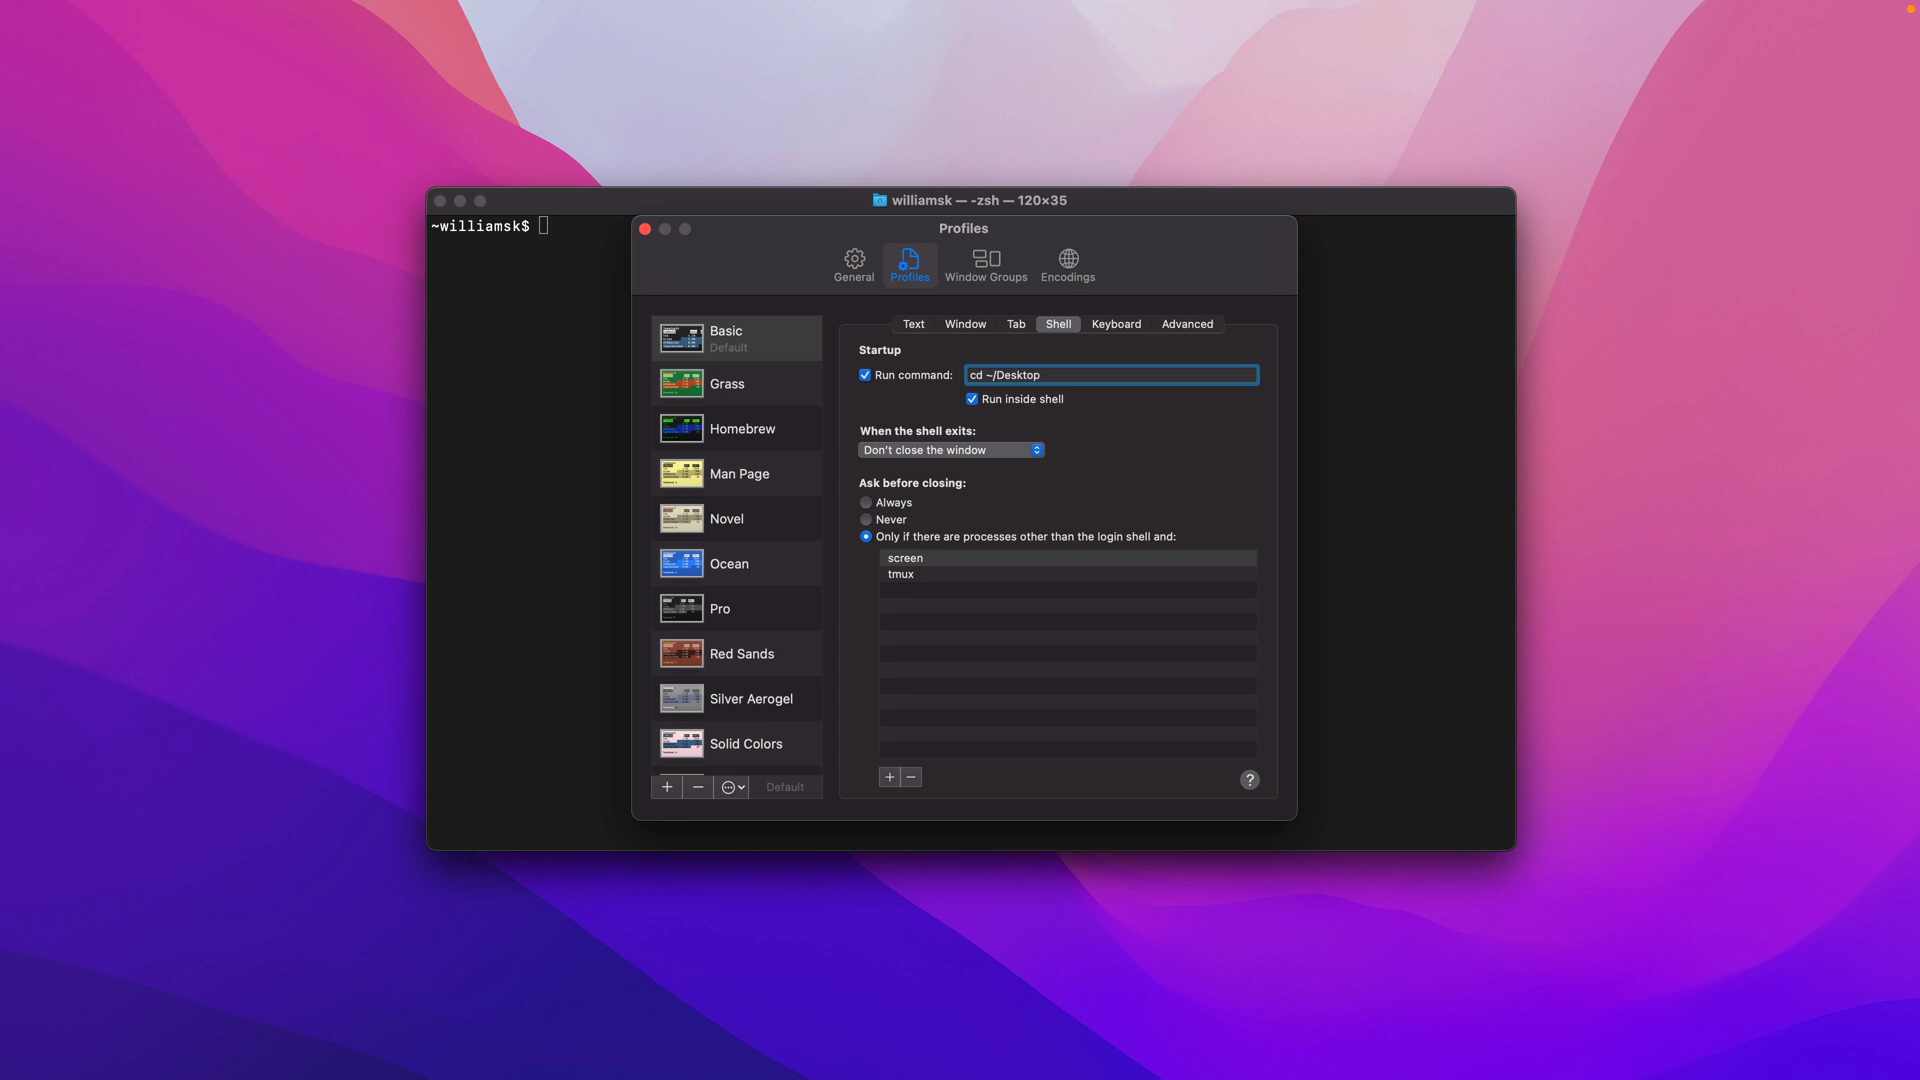 williamsk — -zsh — 120×35
~williamsk$
Profiles
General
Profiles
Window Groups
Encodings
Basic
Default
Grass
Homebrew
Man Page
Novel
Ocean
Pro
Red Sands
Silver Aerogel
Solid Colors
Default
Text
Window
Tab
Shell
Keyboard
Advanced
Startup
Run command: cd ~/Desktop
Run inside shell
When the shell exits:
Don't close the window
Ask before closing:
Always
Never
Only if there are processes other than the login shell and:
screen
tmux
+ −
?